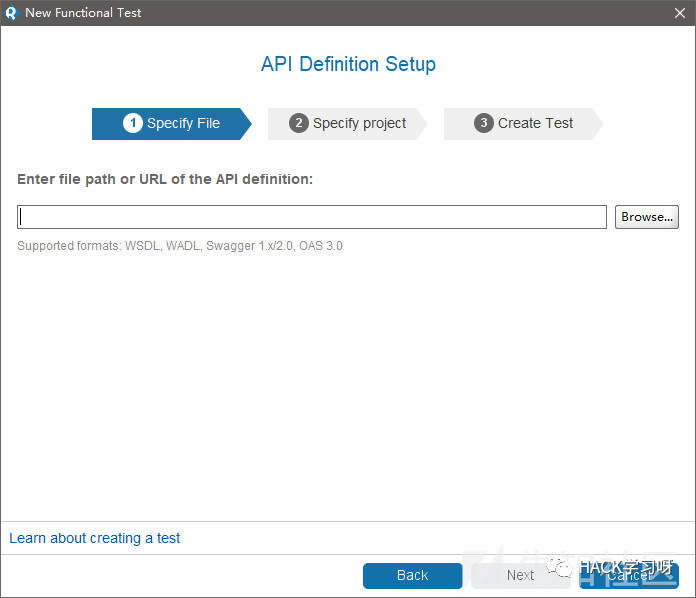 New Functional Test
API Definition Setup
1 Specify File
2 Specify project
3 Create Test
Enter file path or URL of the API definition:
Browse...
Supported formats: WSDL, WADL, Swagger 1.x/2.0, OAS 3.0
Learn about creating a test
Back
Next
Cancel
HACK学习呀